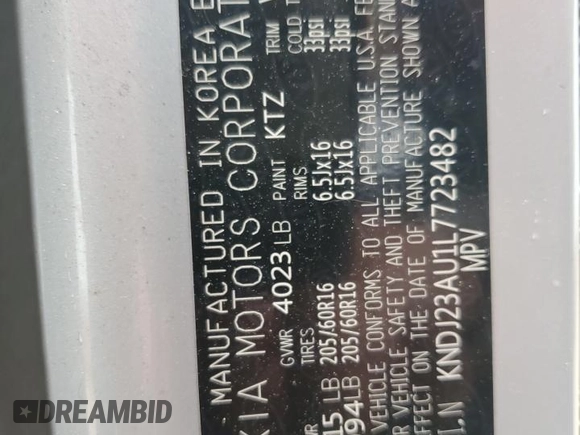 MANUFACTURED IN KOREA
KIA MOTORS CORPORAT
GVWR 4023LB PAINT KTZ TRIM
TIRES RIMS COLD
15 LB 205/60R16 6.5Jx16 33psi
94LB 205/60R16 6.5Jx16 33psi
VEHICLE CONFORMS TO ALL APPLICABLE U.S.A FE
R VEHICLE SAFETY AND THEFT PREVENTION STAN
EFFECT ON THE DATE OF MANUFACTURE SHOWN A
I.N KNDJ23AU1L7723482
MPV
DREAMBID